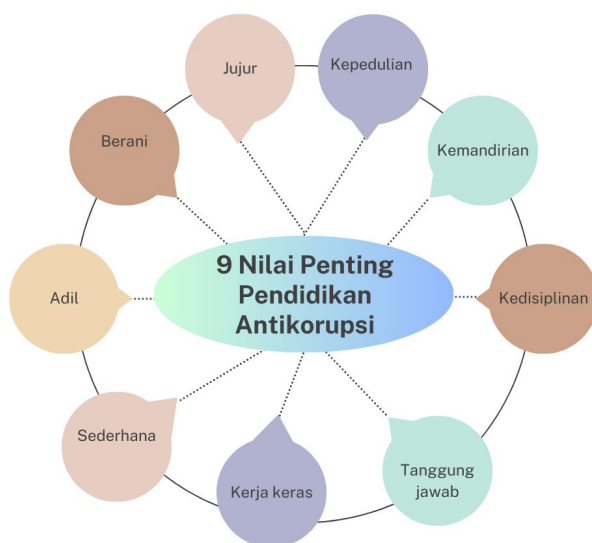 9 Nilai Penting
Pendidikan
Antikorupsi
Jujur
Kepedulian
Kemandirian
Kedisiplinan
Tanggung
jawab
Kerja keras
Sederhana
Adil
Berani